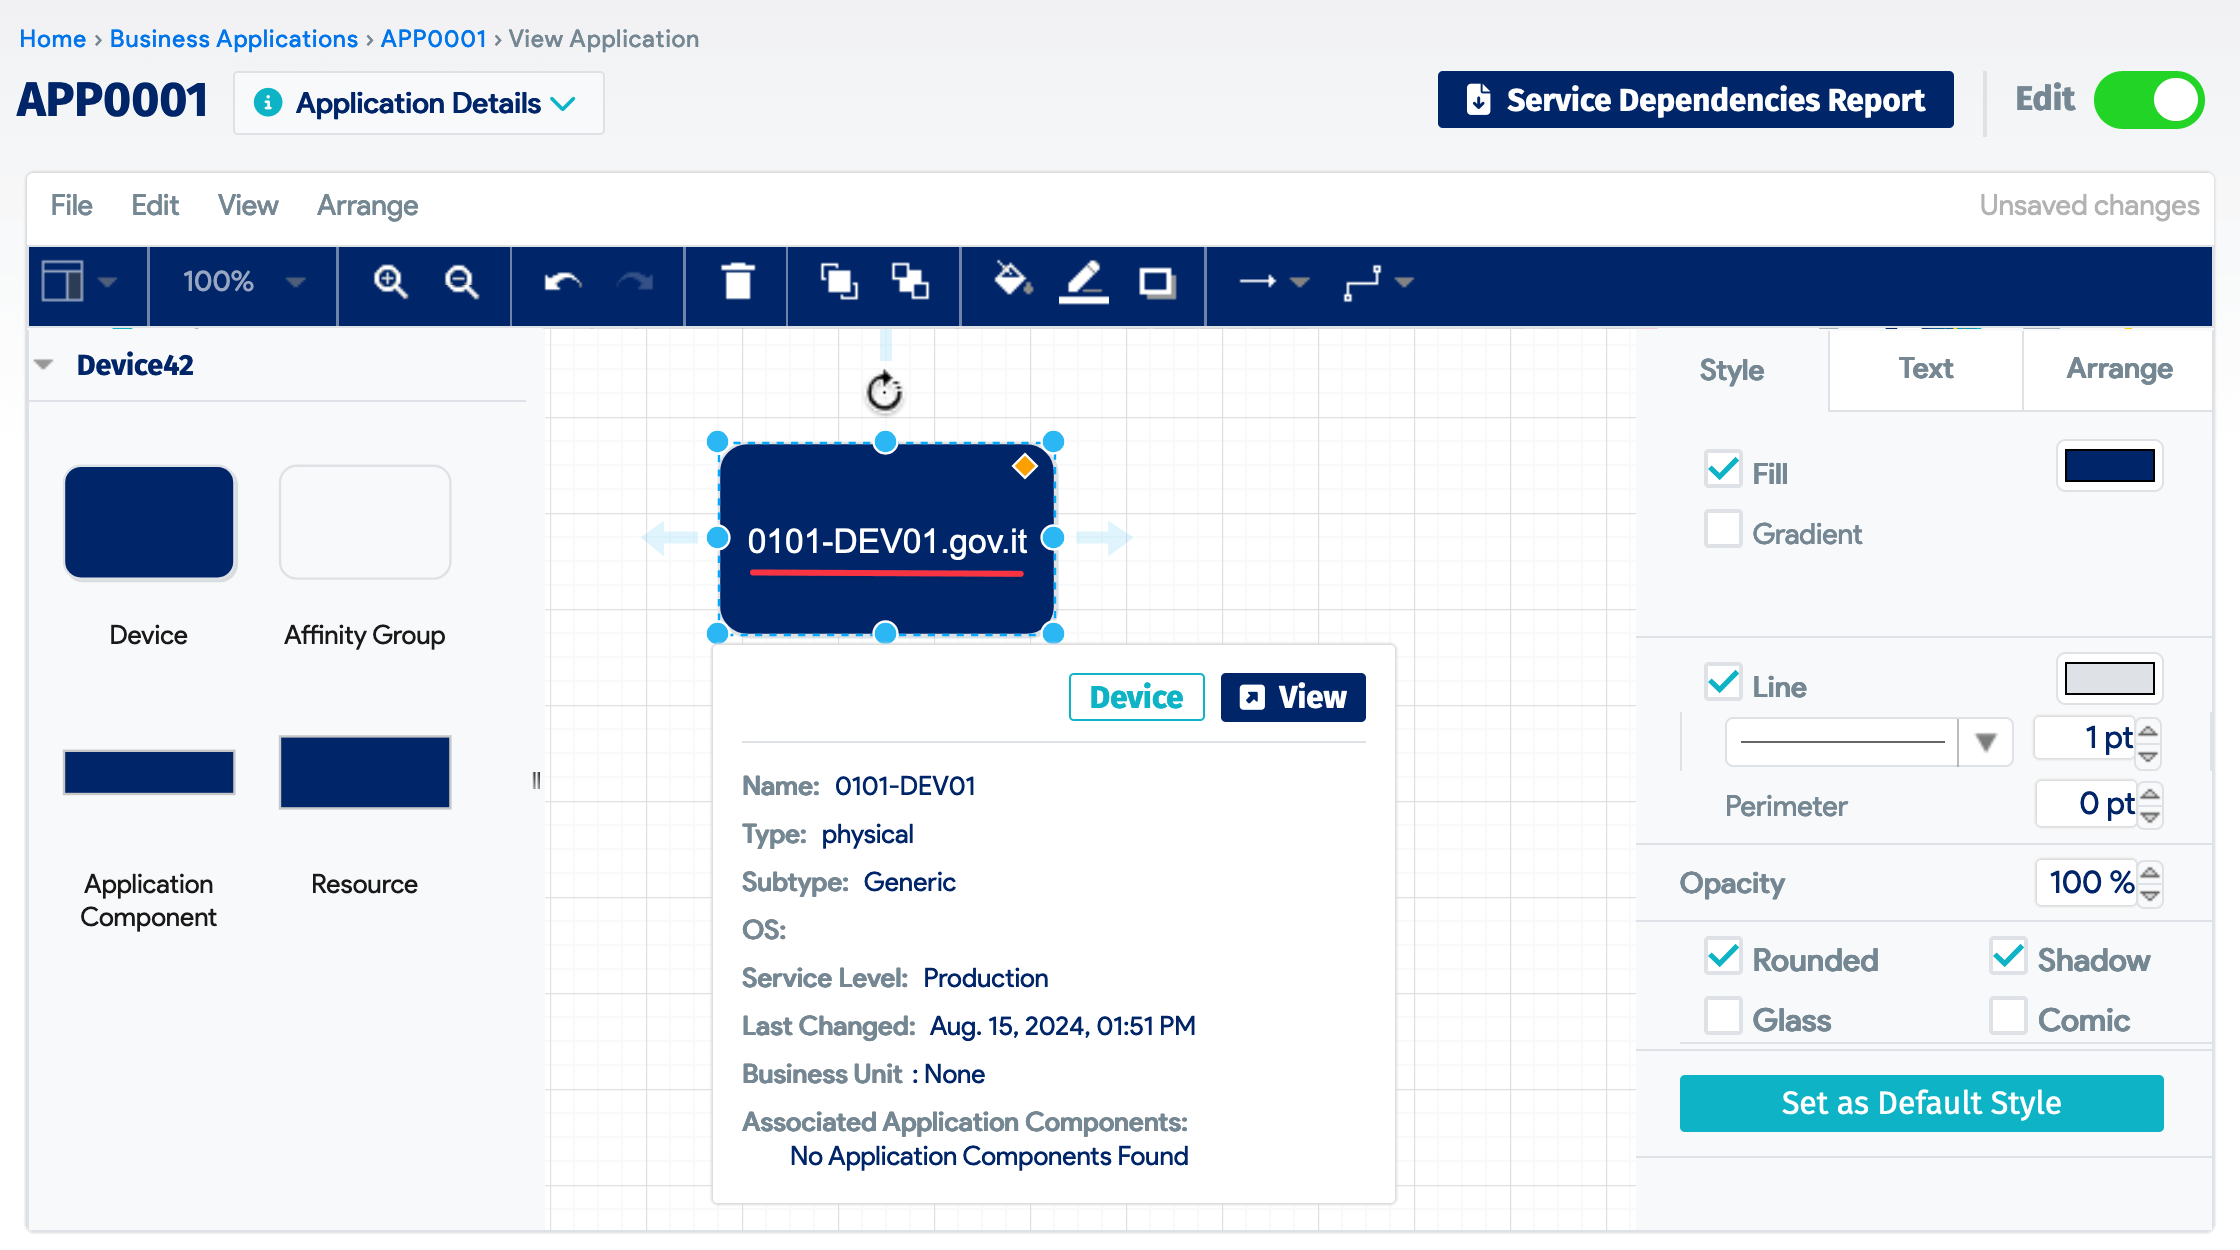 Home › Business Applications › APP0001 › View Application
APP0001
Application Details
Service Dependencies Report
Edit
File Edit View Arrange
Unsaved changes
100%
Device42
Device
Affinity Group
Application
Component
Resource
0101-DEV01.gov.it
Device
View
Name: 0101-DEV01
Type: physical
Subtype: Generic
OS:
Service Level: Production
Last Changed: Aug. 15, 2024, 01:51 PM
Business Unit : None
Associated Application Components:
No Application Components Found
Style
Text
Arrange
Fill
Gradient
Line
1 pt
Perimeter
0 pt
Opacity
100 %
Rounded
Shadow
Glass
Comic
Set as Default Style